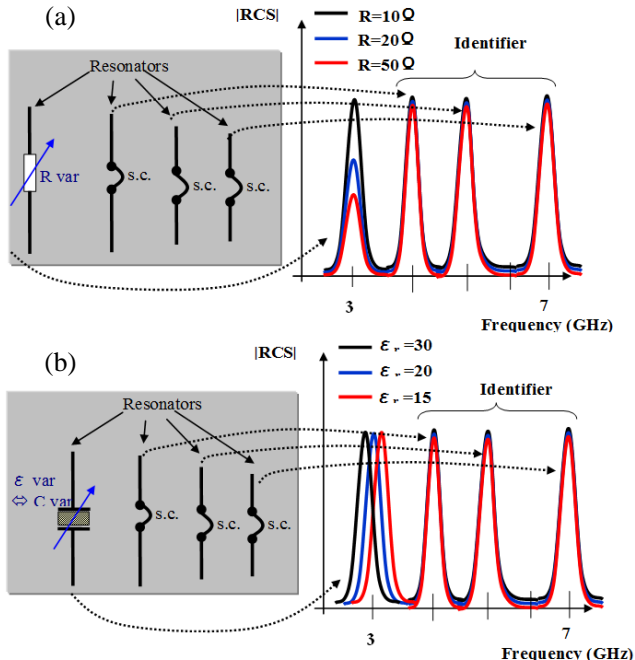 (a)
|RCS|
R=10Ω
R=20Ω
R=50Ω
Identifier
Resonators
R var
s.c.
s.c.
s.c.
3
7
Frequency (GHz)
(b)
|RCS|
ε r =30
ε r =20
ε r =15
Identifier
Resonators
ε var
⇔ C var
s.c.
s.c.
s.c.
3
7
Frequency (GHz)